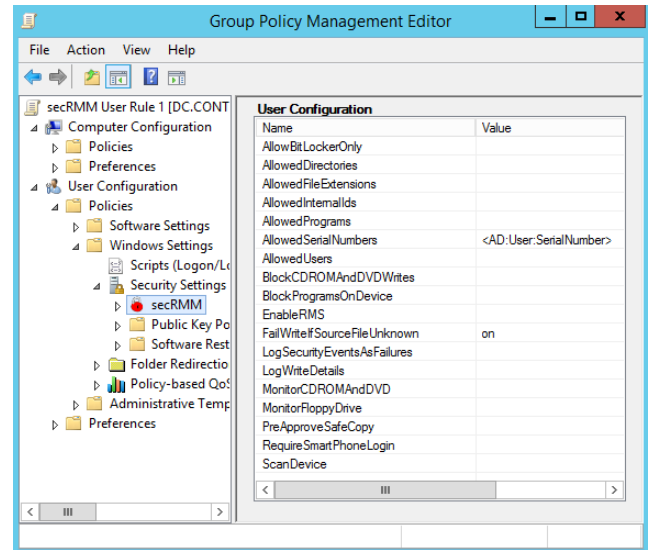 Group Policy Management Editor
File Action View Help
secRMM User Rule 1 [DC.CONT
Computer Configuration
Policies
Preferences
User Configuration
Policies
Software Settings
Windows Settings
Scripts (Logon/Lo
Security Settings
secRMM
Public Key Po
Software Rest
Folder Redirectio
Policy-based QoS
Administrative Temp
Preferences
User Configuration
Name Value
AllowBitLockerOnly
AllowedDirectories
AllowedFileExtensions
AllowedInternalIds
AllowedPrograms
AllowedSerialNumbers <AD:User:SerialNumber>
AllowedUsers
BlockCDROMAndDVDWrites
BlockProgramsOnDevice
EnableRMS
FailWriteIfSourceFileUnknown on
LogSecurityEventsAsFailures
LogWriteDetails
MonitorCDROMAndDVD
MonitorFloppyDrive
PreApproveSafeCopy
RequireSmartPhoneLogin
ScanDevice